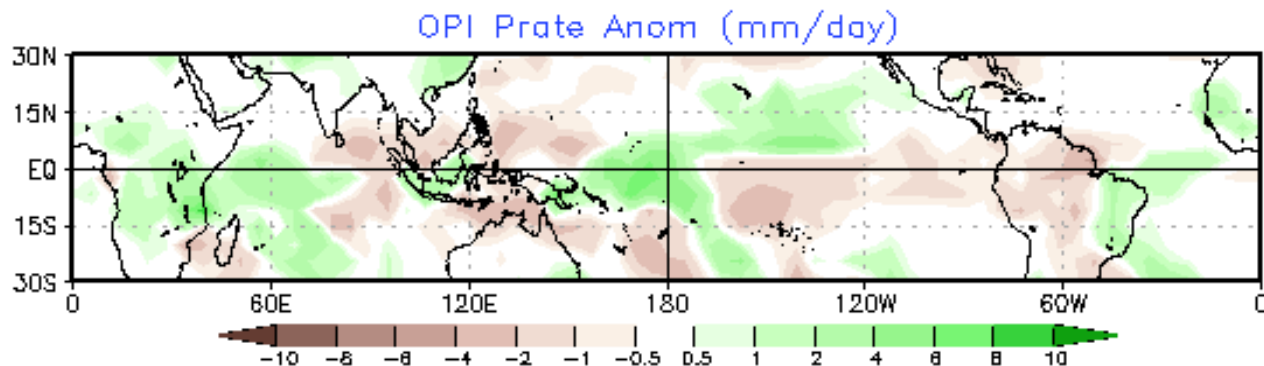 OPI Prate Anom (mm/day)
30N
15N
EQ
15S
30S
0 60E 120E 180 120W 60W 0
-10 -8 -6 -4 -2 -1 -0.5 0.5 1 2 4 6 8 10